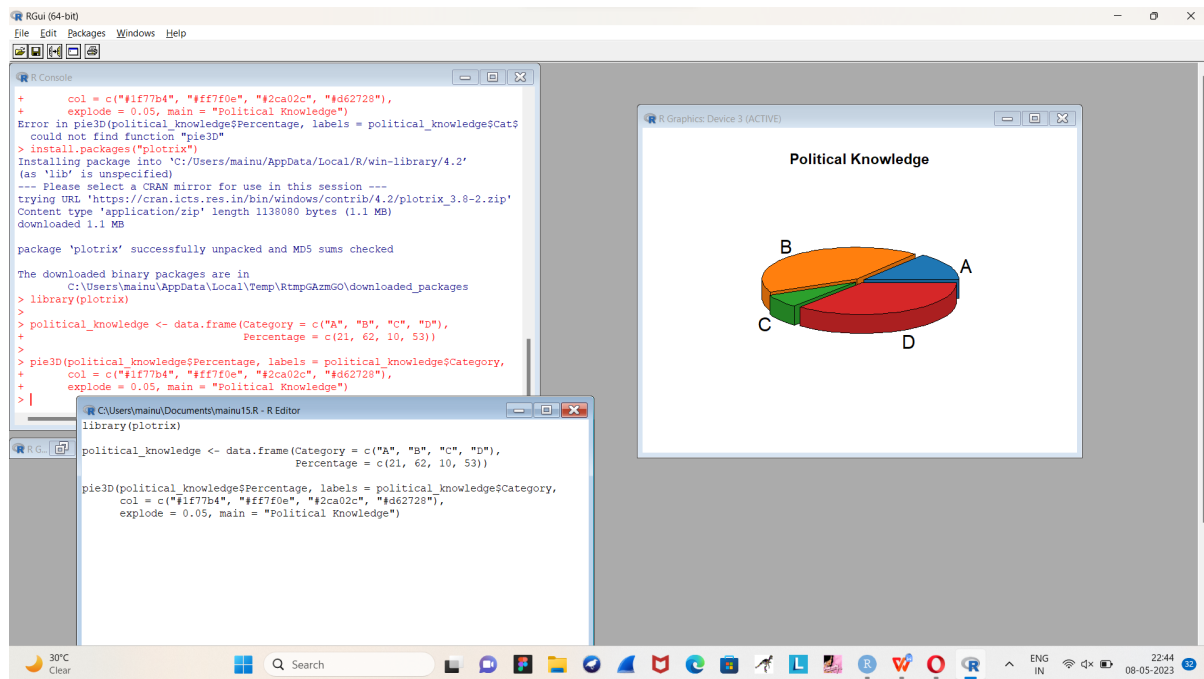 RGui (64-bit)
File Edit Packages Windows Help
R Console
+ col = c("#1f77b4", "#ff7f0e", "#2ca02c", "#d62728"),
+ explode = 0.05, main = "Political Knowledge")
Error in pie3D(political_knowledge$Percentage, labels = political_knowledge$Cat$
could not find function "pie3D"
> install.packages("plotrix")
Installing package into ‘C:/Users/mainu/AppData/Local/R/win-library/4.2’
(as ‘lib’ is unspecified)
--- Please select a CRAN mirror for use in this session ---
trying URL 'https://cran.icts.res.in/bin/windows/contrib/4.2/plotrix_3.8-2.zip'
Content type 'application/zip' length 1138080 bytes (1.1 MB)
downloaded 1.1 MB
package ‘plotrix’ successfully unpacked and MD5 sums checked
The downloaded binary packages are in
C:\Users\mainu\AppData\Local\Temp\RtmpGAzmGO\downloaded_packages
> library(plotrix)
>
> political_knowledge <- data.frame(Category = c("A", "B", "C", "D"),
+ Percentage = c(21, 62, 10, 53))
>
> pie3D(political_knowledge$Percentage, labels = political_knowledge$Category,
+ col = c("#1f77b4", "#ff7f0e", "#2ca02c", "#d62728"),
+ explode = 0.05, main = "Political Knowledge")
> |
R G...
C:\Users\mainu\Documents\mainu15.R - R Editor
library(plotrix)
political_knowledge <- data.frame(Category = c("A", "B", "C", "D"),
Percentage = c(21, 62, 10, 53))
pie3D(political_knowledge$Percentage, labels = political_knowledge$Category,
col = c("#1f77b4", "#ff7f0e", "#2ca02c", "#d62728"),
explode = 0.05, main = "Political Knowledge")
R Graphics: Device 3 (ACTIVE)
Political Knowledge
B
A
C
D
30°C
Clear
Search
ENG
IN
22:44
08-05-2023
32